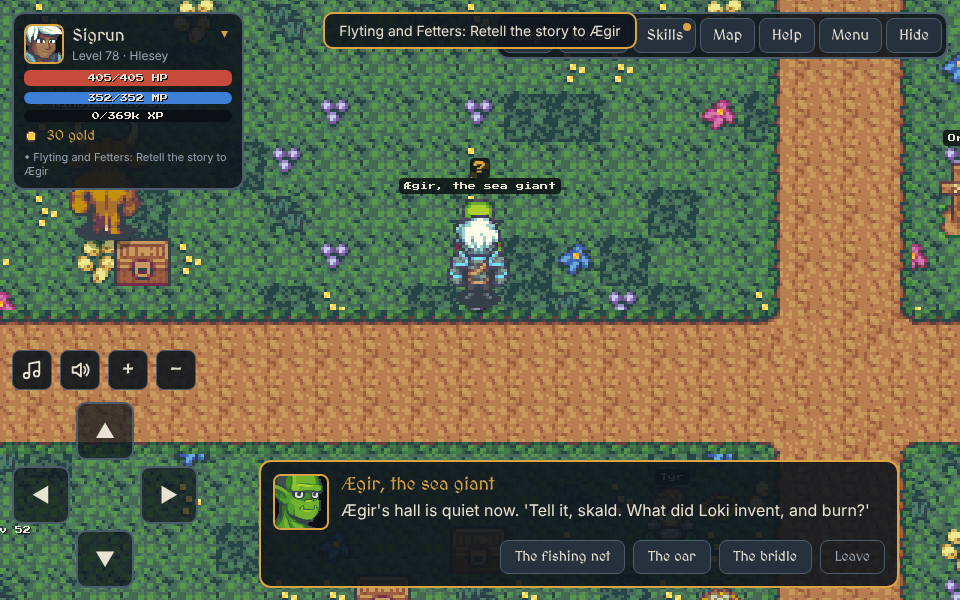 Sigrun
Level 78 · Hlesey
405/405 HP
352/352 MP
0/369k XP
30 gold
• Flyting and Fetters: Retell the story to
Ægir
Flyting and Fetters: Retell the story to Ægir
Skills
Map
Help
Menu
Hide
?
Ægir, the sea giant
Týr
Ægir, the sea giant
Ægir's hall is quiet now. 'Tell it, skald. What did Loki invent, and burn?'
The fishing net
The oar
The bridle
Leave